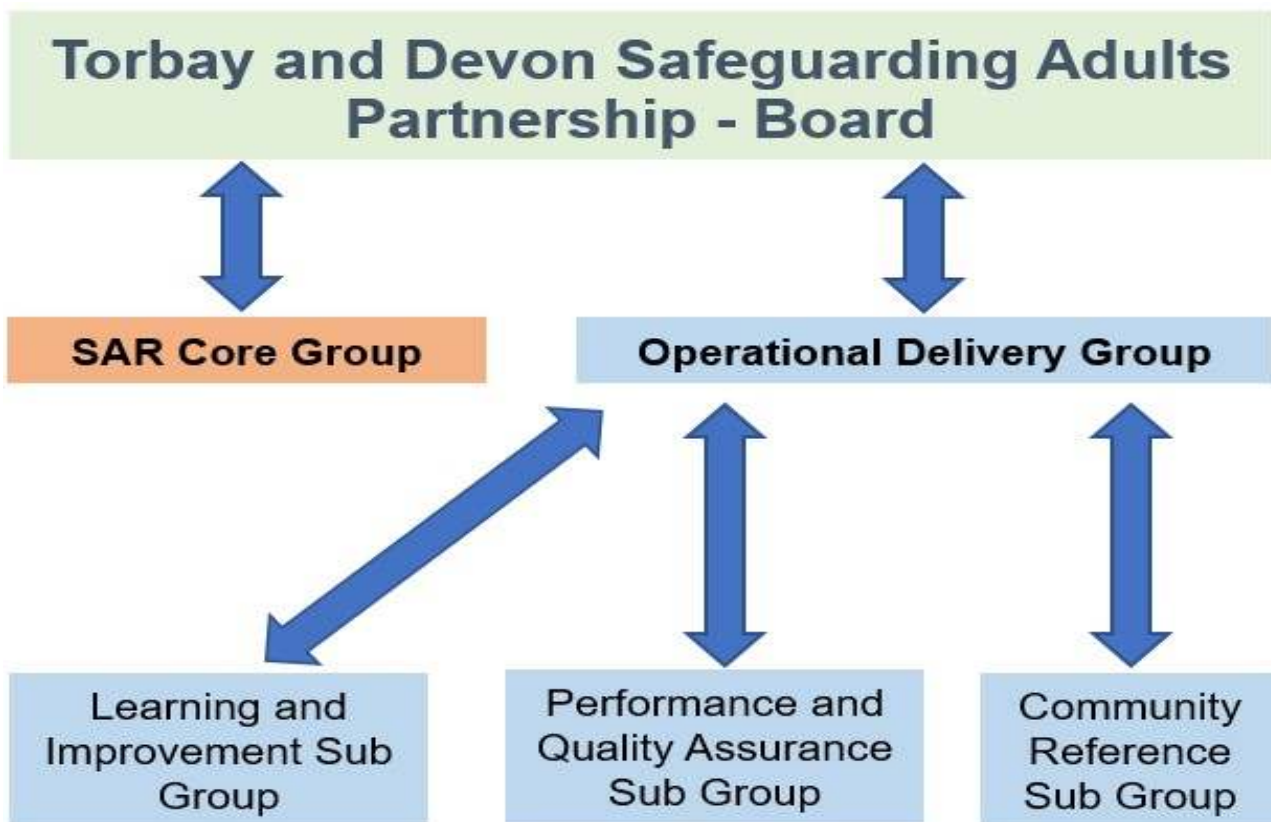 Torbay and Devon Safeguarding Adults
Partnership - Board
SAR Core Group
Operational Delivery Group
Learning and
Improvement Sub
Group
Performance and
Quality Assurance
Sub Group
Community
Reference
Sub Group